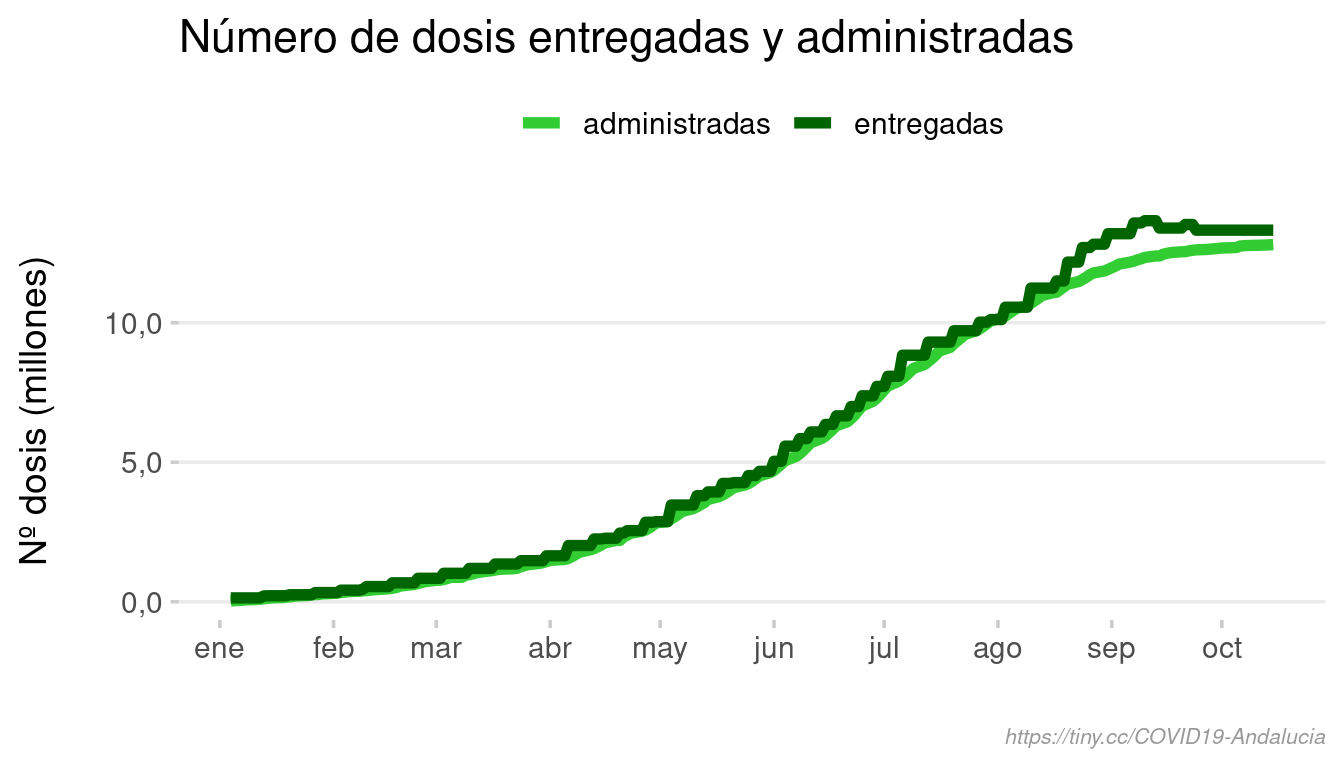 Número de dosis entregadas y administradas
administradas entregadas
Nº dosis (millones)
10,0
5,0
0,0
ene feb mar abr may jun jul ago sep oct
https://tiny.cc/COVID19-Andalucia